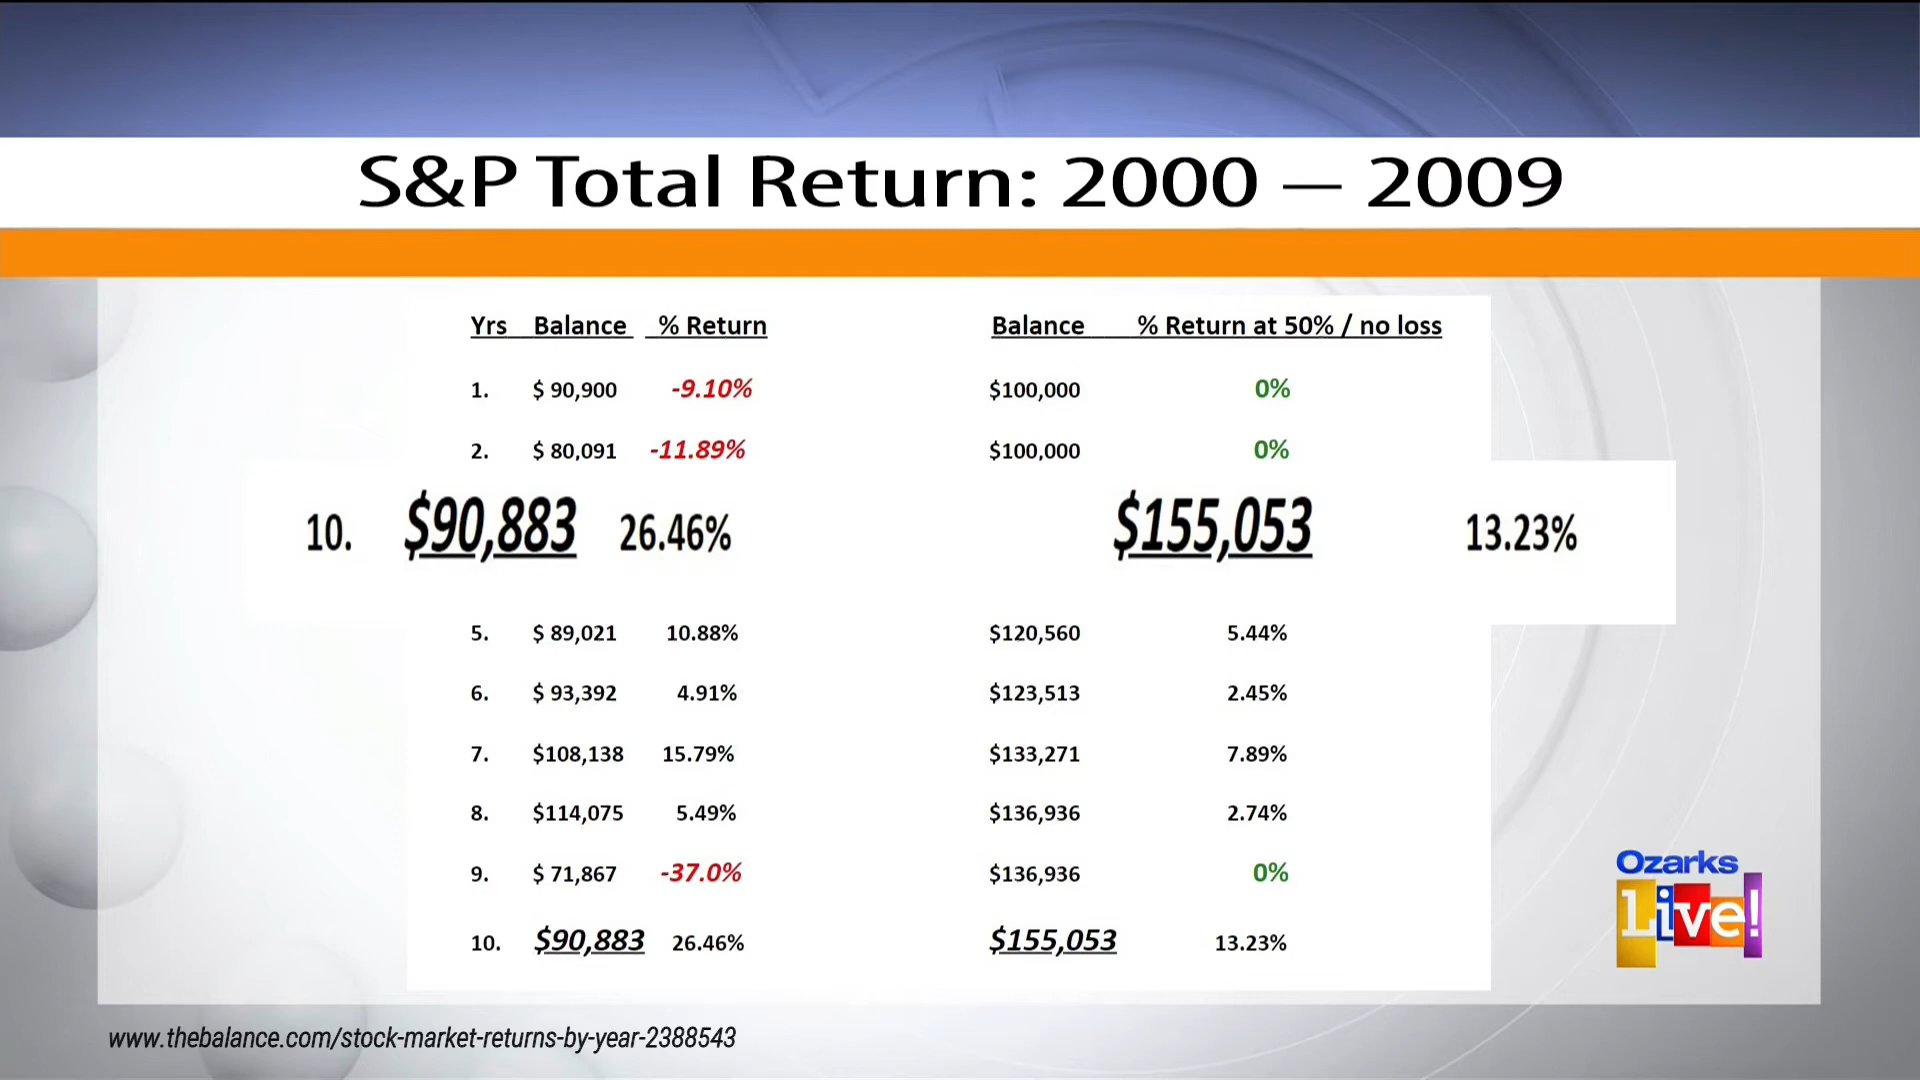 S&P Total Return: 2000 – 2009
Yrs Balance % Return Balance % Return at 50% / no loss
1. $ 90,900 -9.10% $100,000 0%
2. $ 80,091 -11.89% $100,000 0%
10. $90,883 26.46% $155,053 13.23%
5. $ 89,021 10.88% $120,560 5.44%
6. $ 93,392 4.91% $123,513 2.45%
7. $108,138 15.79% $133,271 7.89%
8. $114,075 5.49% $136,936 2.74%
9. $ 71,867 -37.0% $136,936 0%
10. $90,883 26.46% $155,053 13.23%
Ozarks
Live!
www.thebalance.com/stock-market-returns-by-year-2388543